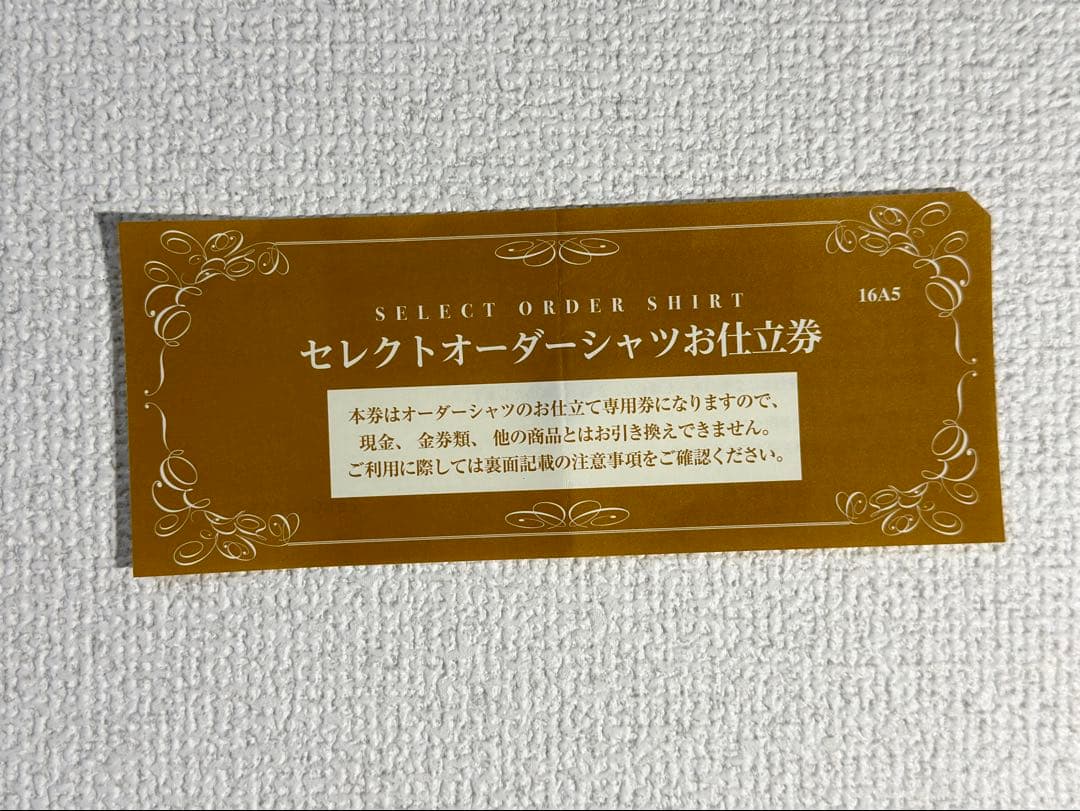 16A5
SELECT ORDER SHIRT
セレクトオーダーシャツお仕立券
本券はオーダーシャツのお仕立て専用券になりますので、
現金、金券類、他の商品とはお引き換えできません。
ご利用に際しては裏面記載の注意事項をご確認ください。